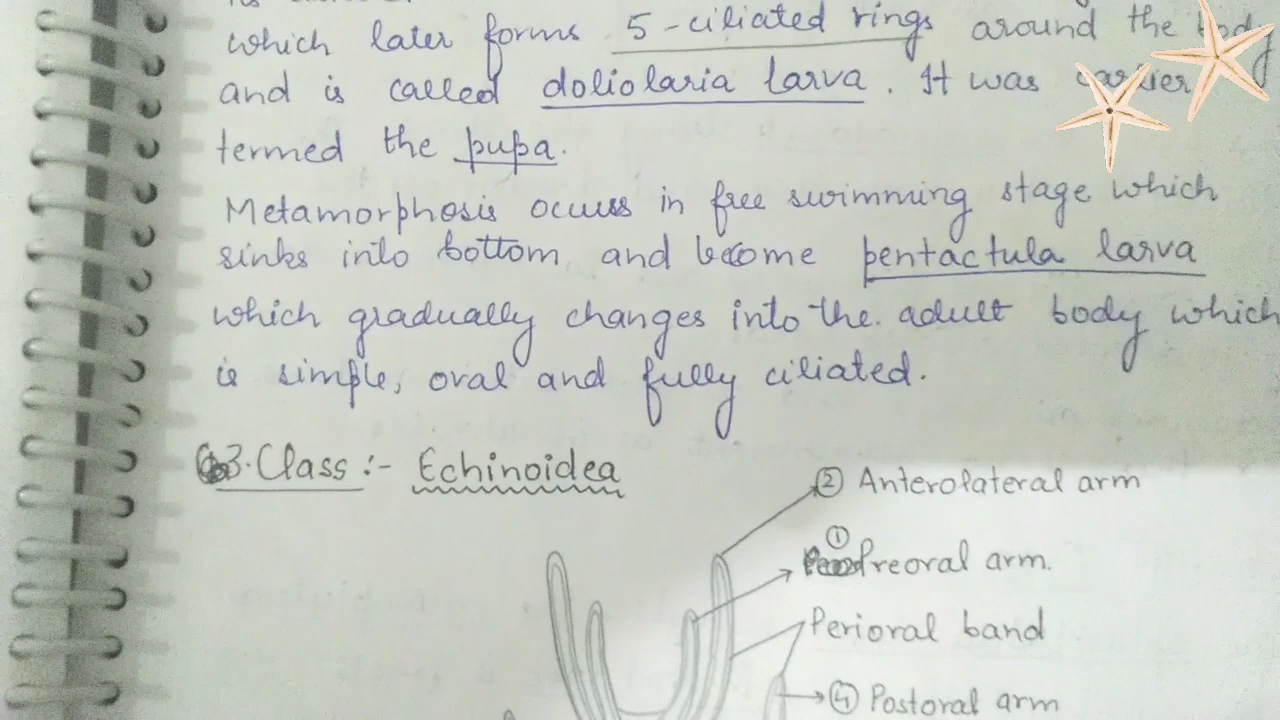 which later forms 5-ciliated rings around the body
and is called doliolaria larva. It was earlier
termed the pupa.
Metamorphosis occurs in free swimming stage which
sinks into bottom and become pentactula larva
which gradually changes into the adult body which
is simple, oval and fully ciliated.
3. Class :- Echinoidea
② Anterolateral arm
① Preoral arm.
Perioral band
④ Postoral arm